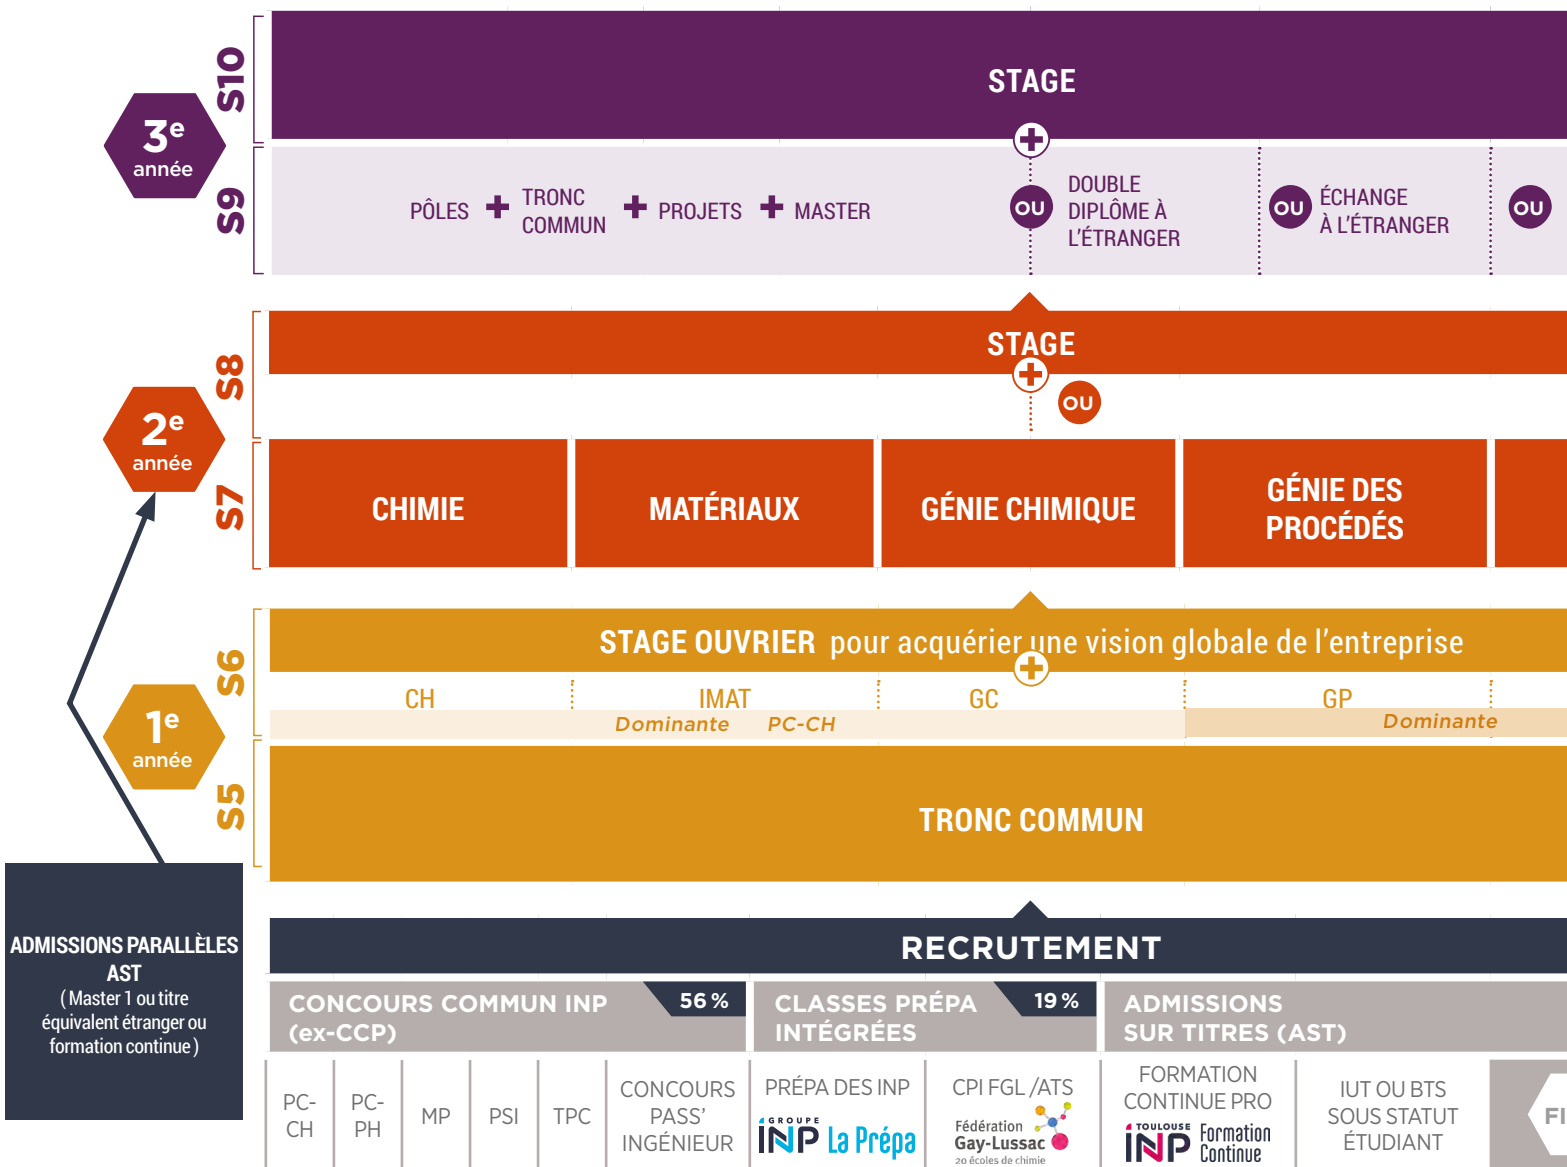 S10
STAGE
3e
année
S9
PÔLES + TRONC COMMUN + PROJETS + MASTER
OU
DOUBLE
DIPLÔME À
L'ÉTRANGER
OU
ÉCHANGE
À L'ÉTRANGER
OU
S8
STAGE
OU
2e
année
S7
CHIMIE
MATÉRIAUX
GÉNIE CHIMIQUE
GÉNIE DES
PROCÉDÉS
S6
STAGE OUVRIER pour acquérier une vision globale de l'entreprise
CH
IMAT
GC
GP
Dominante PC-CH
Dominante
1e
année
S5
TRONC COMMUN
ADMISSIONS PARALLÈLES
AST
( Master 1 ou titre
équivalent étranger ou
formation continue )
RECRUTEMENT
CONCOURS COMMUN INP
(ex-CCP)
56 %
CLASSES PRÉPA
INTÉGRÉES
19 %
ADMISSIONS
SUR TITRES (AST)
PC-
CH
PC-
PH
MP
PSI
TPC
CONCOURS
PASS'
INGÉNIEUR
PRÉPA DES INP
GROUPE
INP La Prépa
CPI FGL /ATS
Fédération
Gay-Lussac
20 écoles de chimie
FORMATION
CONTINUE PRO
TOULOUSE
INP Formation
Continue
IUT OU BTS
SOUS STATUT
ÉTUDIANT
FI